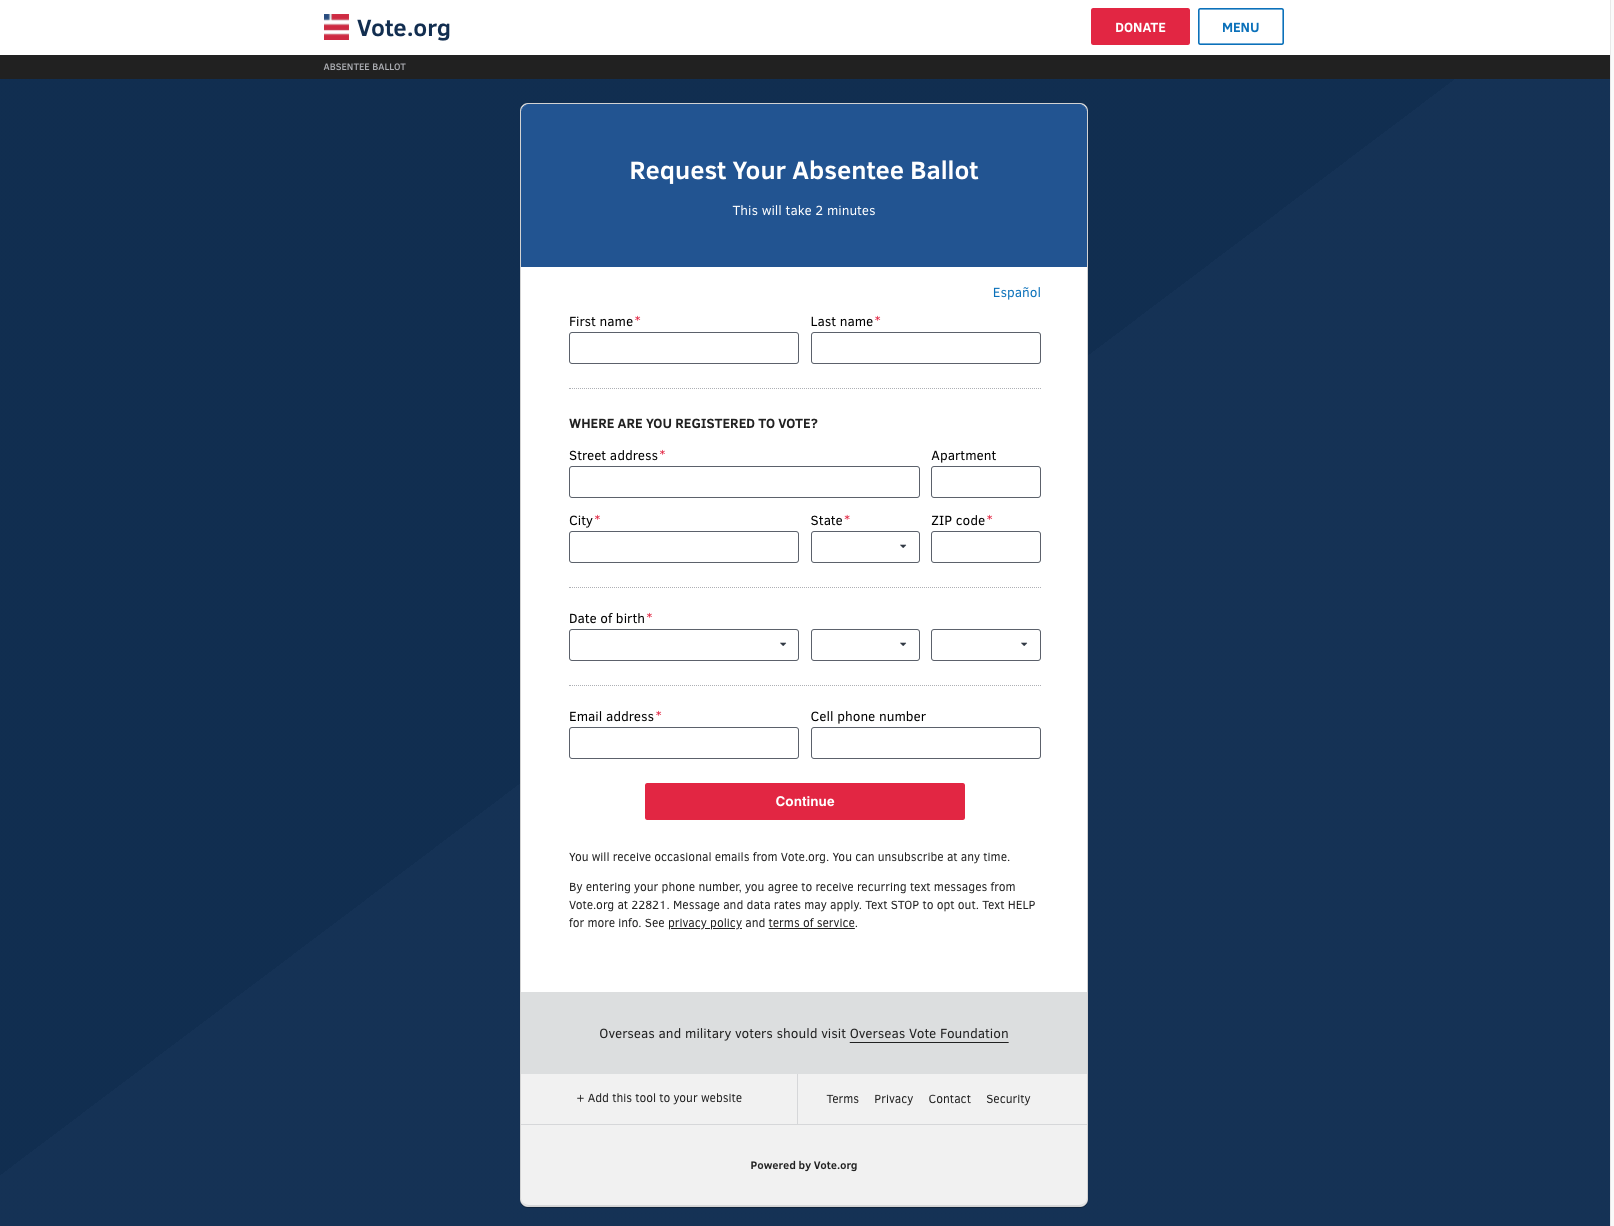 Vote.org
DONATE
MENU
ABSENTEE BALLOT
Request Your Absentee Ballot
This will take 2 minutes
Español
First name*
Last name*
WHERE ARE YOU REGISTERED TO VOTE?
Street address*
Apartment
City*
State*
ZIP code*
Date of birth*
Email address*
Cell phone number
Continue
You will receive occasional emails from Vote.org. You can unsubscribe at any time.
By entering your phone number, you agree to receive recurring text messages from
Vote.org at 22821. Message and data rates may apply. Text STOP to opt out. Text HELP
for more info. See privacy policy and terms of service.
Overseas and military voters should visit Overseas Vote Foundation
+ Add this tool to your website
Terms
Privacy
Contact
Security
Powered by Vote.org